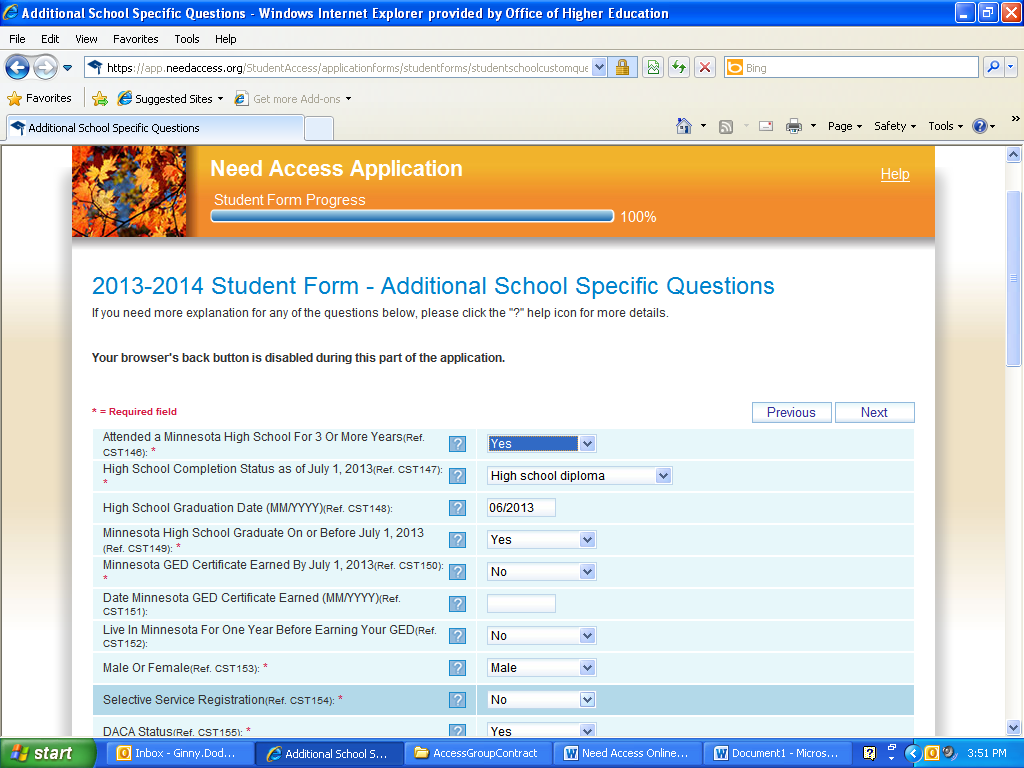 Additional School Specific Questions - Windows Internet Explorer provided by Office of Higher Education
File Edit View Favorites Tools Help
https://app.needaccess.org/StudentAccess/applicationforms/studentforms/studentschoolcustomque
Bing
Favorites Suggested Sites Get more Add-ons
Additional School Specific Questions
Page Safety Tools
Need Access Application
Help
Student Form Progress
100%
2013-2014 Student Form - Additional School Specific Questions
If you need more explanation for any of the questions below, please click the "?" help icon for more details.
Your browser's back button is disabled during this part of the application.
* = Required field
Previous Next
Attended a Minnesota High School For 3 Or More Years(Ref.
CST146): *
? Yes
High School Completion Status as of July 1, 2013(Ref. CST147):
*
? High school diploma
High School Graduation Date (MM/YYYY)(Ref. CST148): ? 06/2013
Minnesota High School Graduate On or Before July 1, 2013
(Ref. CST149): *
? Yes
Minnesota GED Certificate Earned By July 1, 2013(Ref. CST150):
*
? No
Date Minnesota GED Certificate Earned (MM/YYYY)(Ref.
CST151):
?
Live In Minnesota For One Year Before Earning Your GED(Ref.
CST152):
? No
Male Or Female(Ref. CST153): * ? Male
Selective Service Registration(Ref. CST154): * ? No
DACA Status(Ref. CST155): * ? Yes
start Inbox - Ginny.Dod... Additional School S... AccessGroupContract Need Access Online... Document1 - Micros... ? 3:51 PM